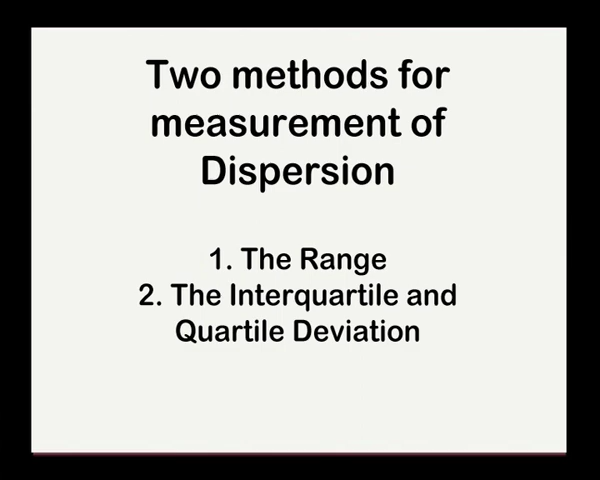 Two methods for
measurement of
Dispersion
1. The Range
2. The Interquartile and
Quartile Deviation